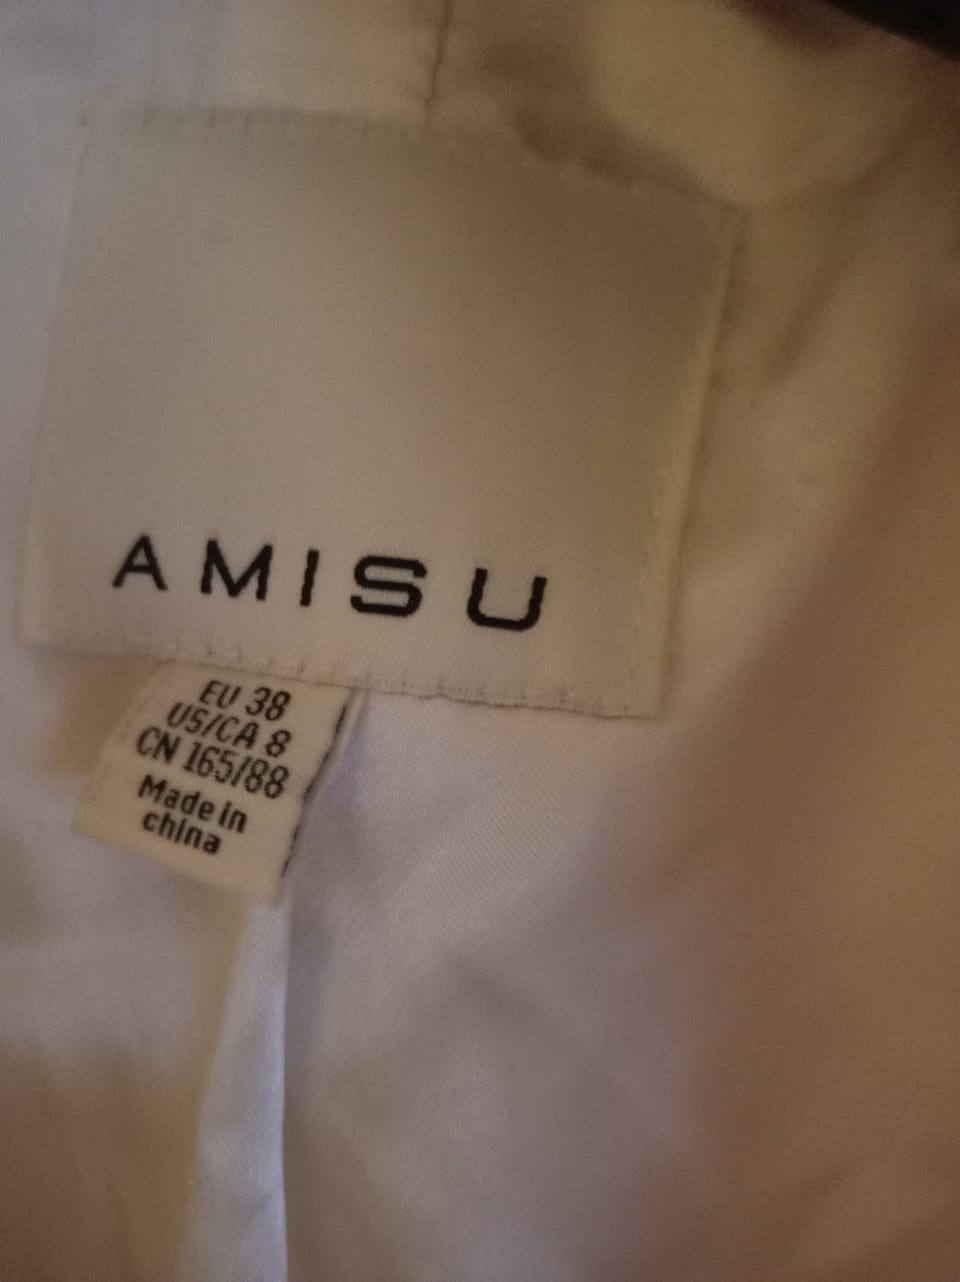 AMISU
EU 38
US/CA 8
CN 165/88
Made in
china